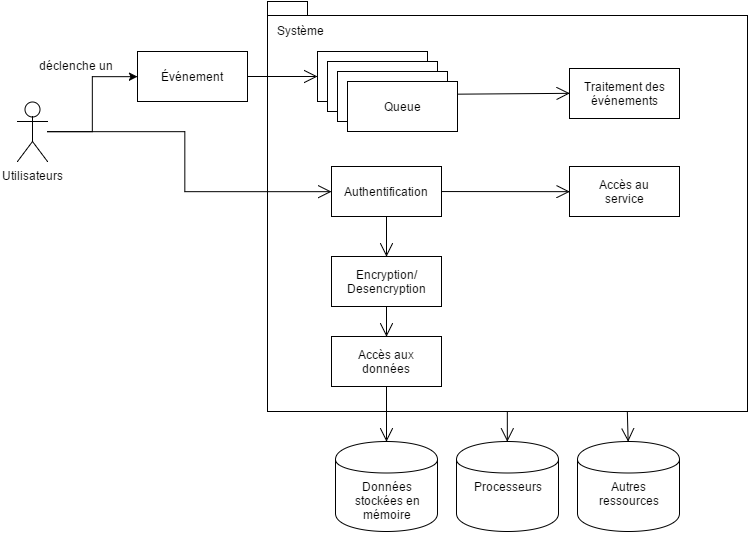 Système
déclenche un
Événement
Queue
Traitement des
événements
Utilisateurs
Authentification
Accès au
service
Encryption/
Desencryption
Accès aux
données
Données
stockées en
mémoire
Processeurs
Autres
ressources